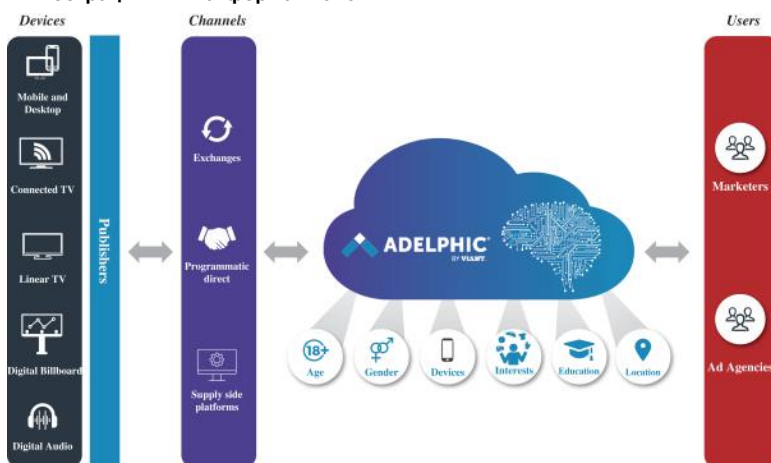 Devices
Channels
Users
Mobile and
Desktop
Connected TV
Linear TV
Digital Billboard
Digital Audio
Publishers
Exchanges
Programmatic
direct
Supply side
platforms
ADELPHIC®
BY VIANT.
18+
Age
Gender
Devices
Interests
Education
Location
Marketers
Ad Agencies